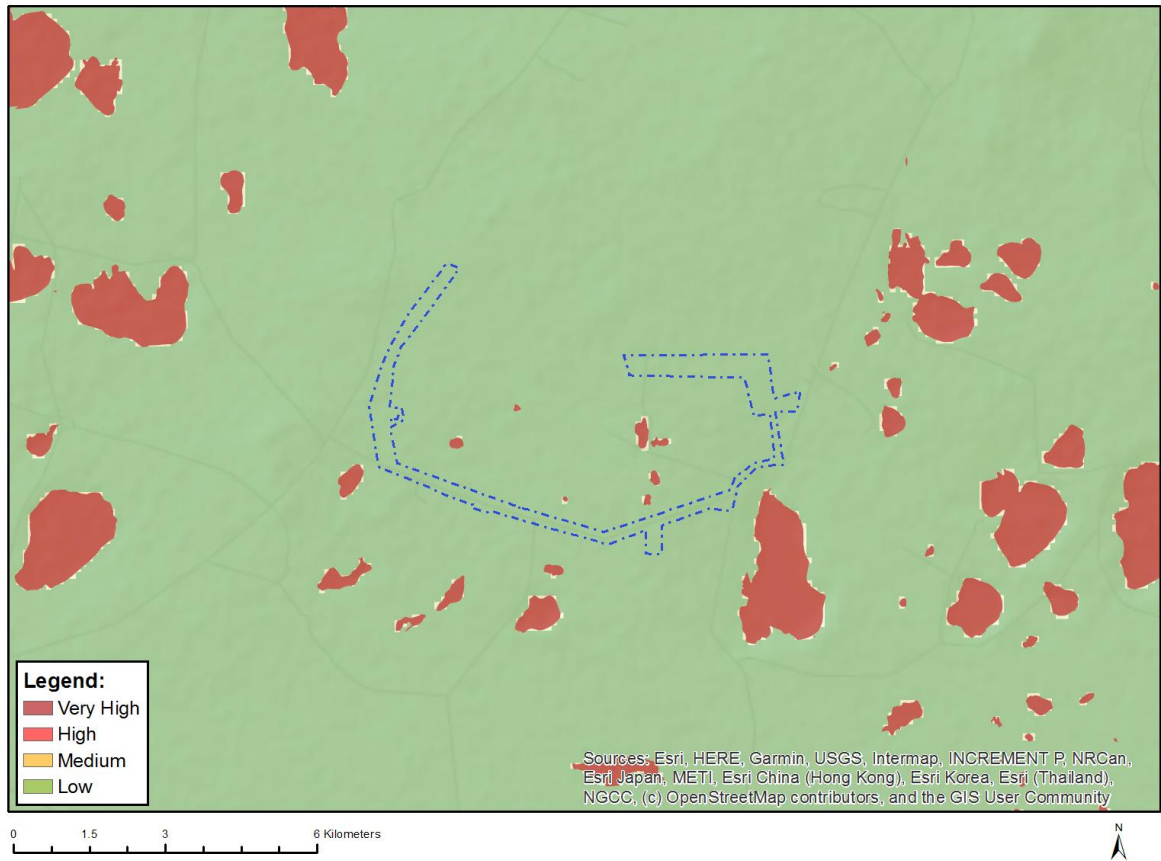 Legend:
Very High
High
Medium
Low
Sources: Esri, HERE, Garmin, USGS, Intermap, INCREMENT P, NRCan,
Esri Japan, METI, Esri China (Hong Kong), Esri Korea, Esri (Thailand),
NGCC, (c) OpenStreetMap contributors, and the GIS User Community
0 1.5 3 6 Kilometers
N